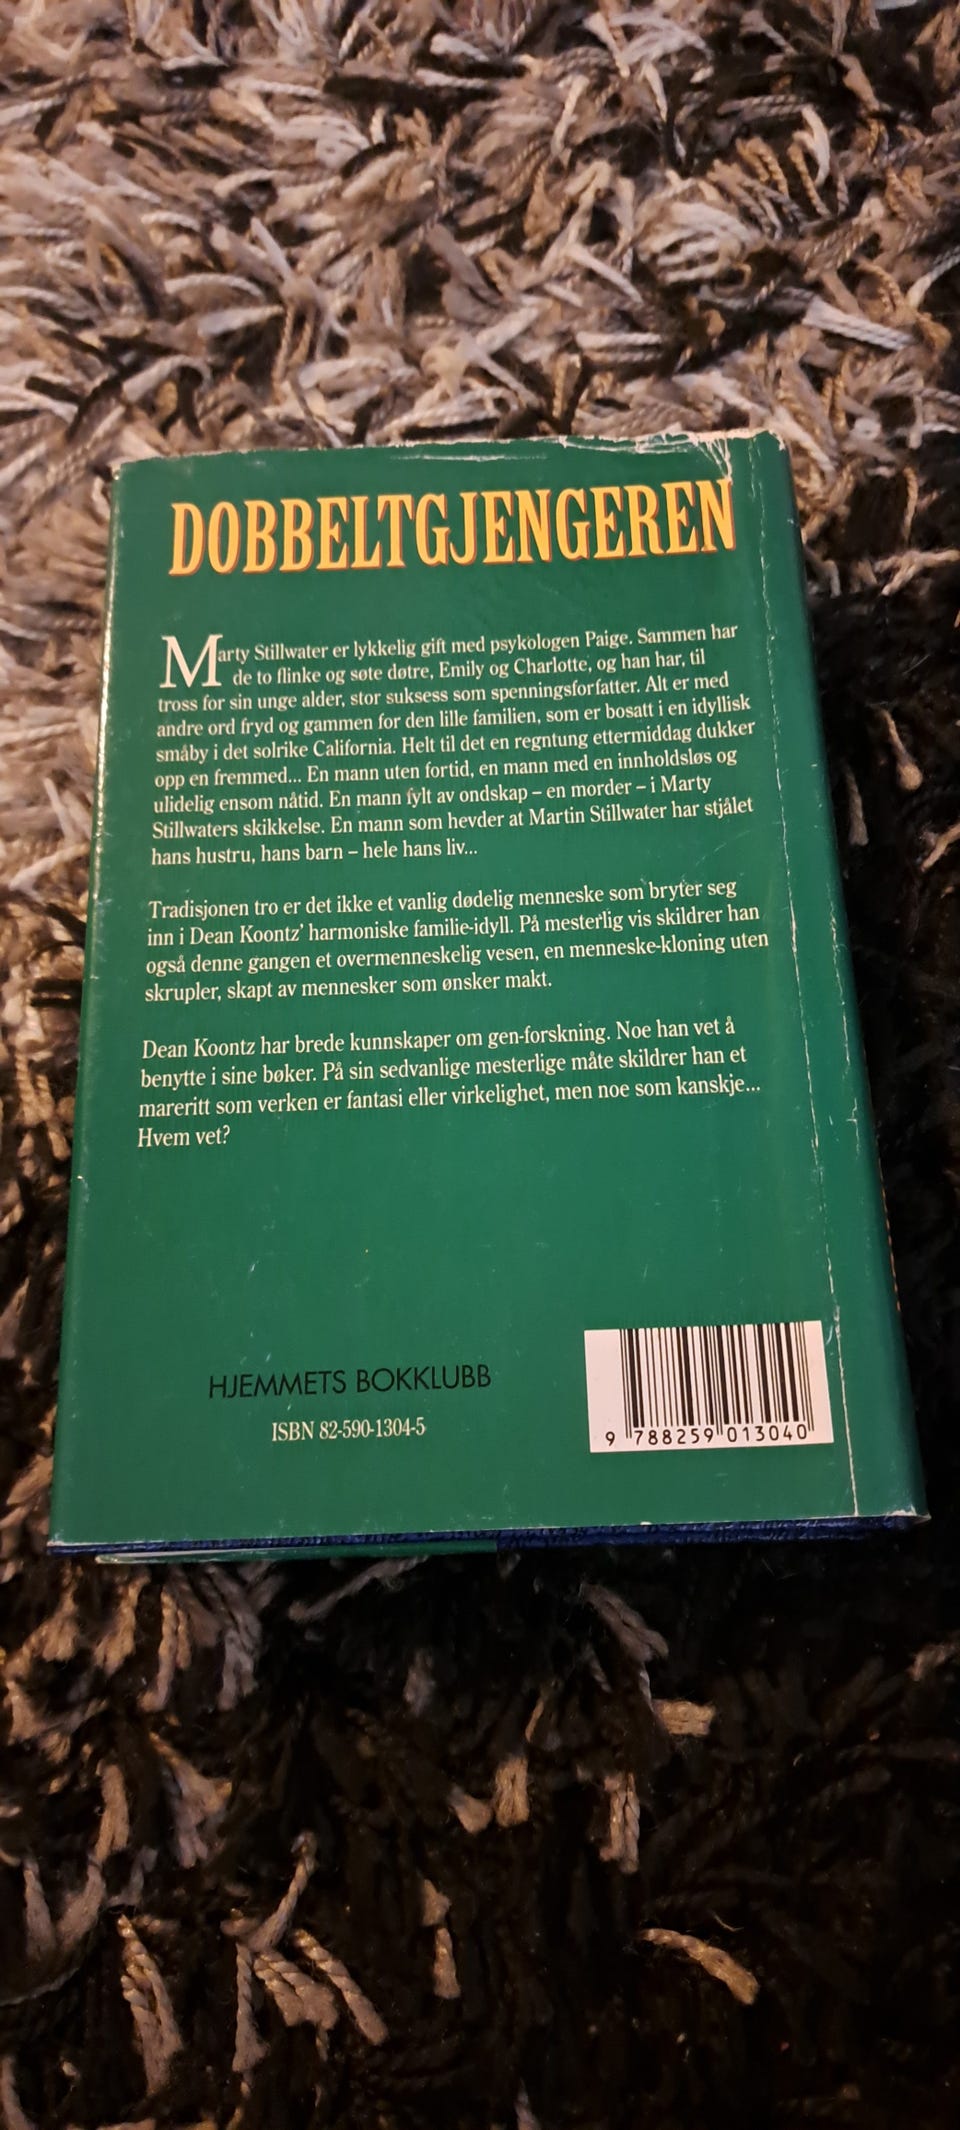 DOBBELTGJENGEREN
Marty Stillwater er lykkelig gift med psykologen Paige. Sammen har
de to flinke og søte døtre, Emily og Charlotte, og han har, til
tross for sin unge alder, stor suksess som spenningsforfatter. Alt er med
andre ord fryd og gammen for den lille familien, som er bosatt i en idyllisk
småby i det solrike California. Helt til det en regntung ettermiddag dukker
opp en fremmed... En mann uten fortid, en mann med en innholdsløs og
ulidelig ensom nåtid. En mann fylt av ondskap – en morder – i Marty
Stillwaters skikkelse. En mann som hevder at Martin Stillwater har stjålet
hans hustru, hans barn – hele hans liv...
Tradisjonen tro er det ikke et vanlig dødelig menneske som bryter seg
inn i Dean Koontz' harmoniske familie-idyll. På mesterlig vis skildrer han
også denne gangen et overmenneskelig vesen, en menneske-kloning uten
skrupler, skapt av mennesker som ønsker makt.
Dean Koontz har brede kunnskaper om gen-forskning. Noe han vet å
benytte i sine bøker. På sin sedvanlige mesterlige måte skildrer han et
mareritt som verken er fantasi eller virkelighet, men noe som kanskje...
Hvem vet?
HJEMMETS BOKKLUBB
ISBN 82-590-1304-5
9 788259 013040